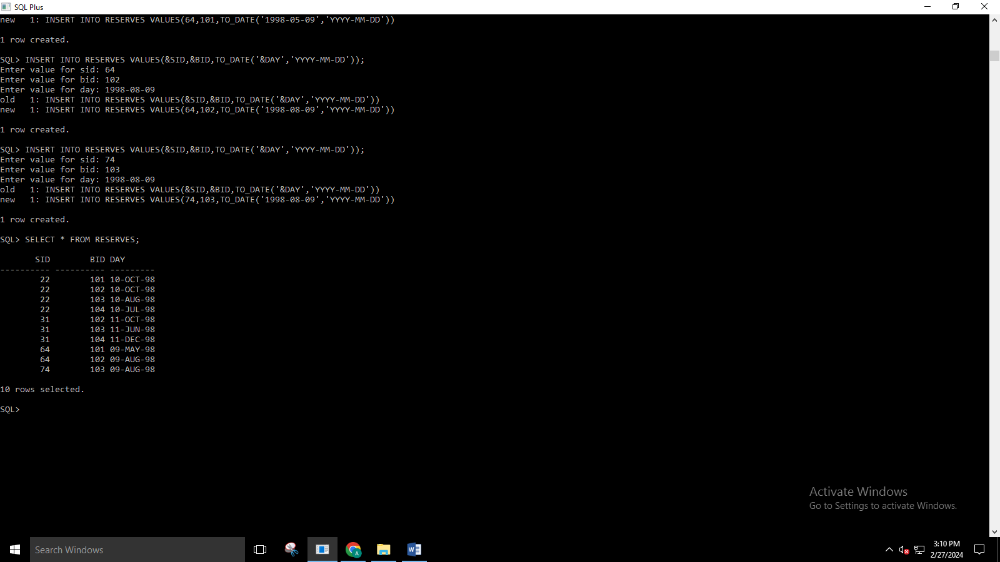 SQL Plus
new   1: INSERT INTO RESERVES VALUES(64,101,TO_DATE('1998-05-09','YYYY-MM-DD'))
1 row created.
SQL> INSERT INTO RESERVES VALUES(&SID,&BID,TO_DATE('&DAY','YYYY-MM-DD'));
Enter value for sid: 64
Enter value for bid: 102
Enter value for day: 1998-08-09
old   1: INSERT INTO RESERVES VALUES(&SID,&BID,TO_DATE('&DAY','YYYY-MM-DD'))
new   1: INSERT INTO RESERVES VALUES(64,102,TO_DATE('1998-08-09','YYYY-MM-DD'))
1 row created.
SQL> INSERT INTO RESERVES VALUES(&SID,&BID,TO_DATE('&DAY','YYYY-MM-DD'));
Enter value for sid: 74
Enter value for bid: 103
Enter value for day: 1998-08-09
old   1: INSERT INTO RESERVES VALUES(&SID,&BID,TO_DATE('&DAY','YYYY-MM-DD'))
new   1: INSERT INTO RESERVES VALUES(74,103,TO_DATE('1998-08-09','YYYY-MM-DD'))
1 row created.
SQL> SELECT * FROM RESERVES;
       SID        BID DAY
---------- ---------- ---------
        22        101 10-OCT-98
        22        102 10-OCT-98
        22        103 10-AUG-98
        22        104 10-JUL-98
        31        102 11-OCT-98
        31        103 11-JUN-98
        31        104 11-DEC-98
        64        101 09-MAY-98
        64        102 09-AUG-98
        74        103 09-AUG-98
10 rows selected.
SQL>
Activate Windows
Go to Settings to activate Windows.
Search Windows
A
W
3:10 PM
2/27/2024